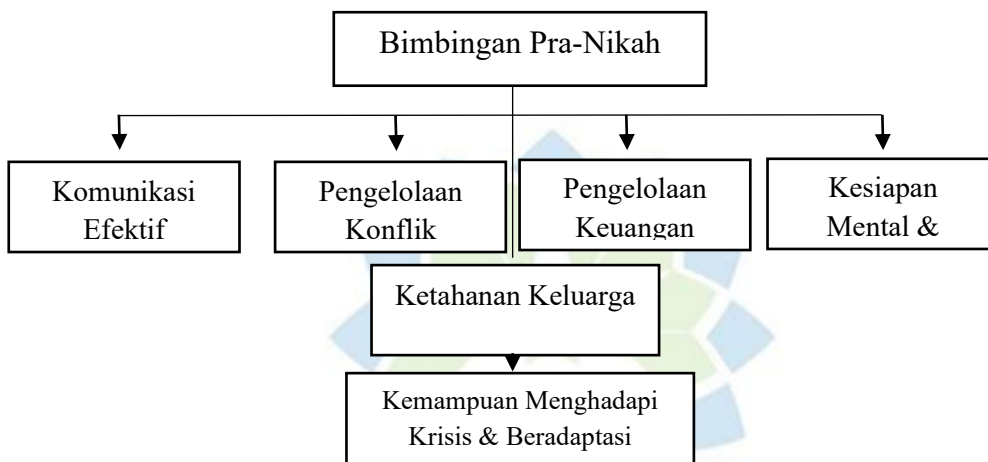 Bimbingan Pra-Nikah
Komunikasi
Efektif
Pengelolaan
Konflik
Pengelolaan
Keuangan
Kesiapan
Mental &
Ketahanan Keluarga
Kemampuan Menghadapi
Krisis & Beradaptasi